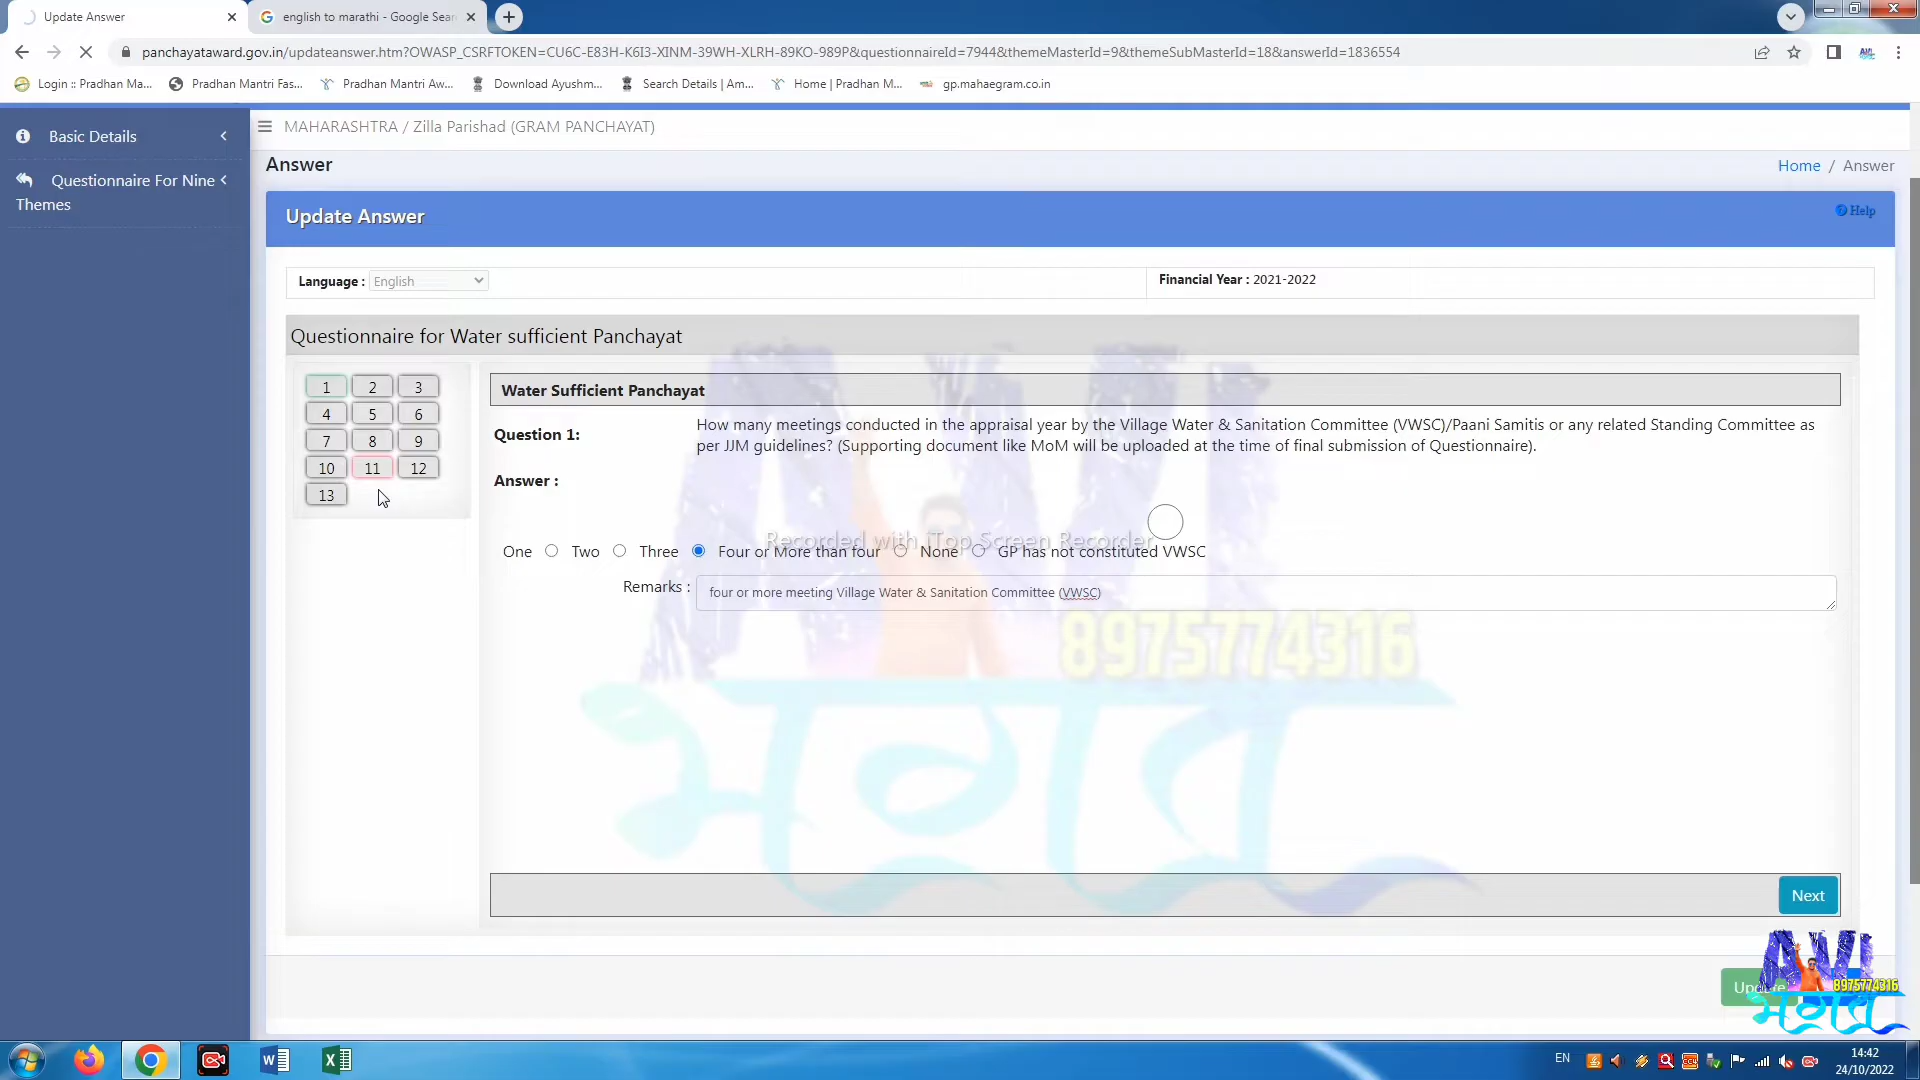 Update Answer
english to marathi - Google Sear
panchayataward.gov.in/updateanswer.htm?OWASP_CSRFTOKEN=CU6C-E83H-K6I3-XINM-39WH-XLRH-89KO-989P&questionnaireId=7944&themeMasterId=9&themeSubMasterId=18&answerId=1836554
Login :: Pradhan Ma... Pradhan Mantri Fas... Pradhan Mantri Aw... Download Ayushm... Search Details | Am... Home | Pradhan M... gp.mahaegram.co.in
Basic Details
Questionnaire For Nine
Themes
MAHARASHTRA / Zilla Parishad (GRAM PANCHAYAT)
Answer
Home / Answer
Update Answer
Help
Language : English
Financial Year : 2021-2022
Questionnaire for Water sufficient Panchayat
1 2 3
4 5 6
7 8 9
10 11 12
13
Water Sufficient Panchayat
Question 1:
How many meetings conducted in the appraisal year by the Village Water & Sanitation Committee (VWSC)/Paani Samitis or any related Standing Committee as
per JJM guidelines? (Supporting document like MoM will be uploaded at the time of final submission of Questionnaire).
Answer :
Recorded with iTop Screen Recorder
One Two Three Four or More than four None GP has not constituted VWSC
Remarks : four or more meeting Village Water & Sanitation Committee (VWSC)
AVI
8975774316
भगत
Next
Update
AVI
8975774316
भगत
EN
14:42
24/10/2022